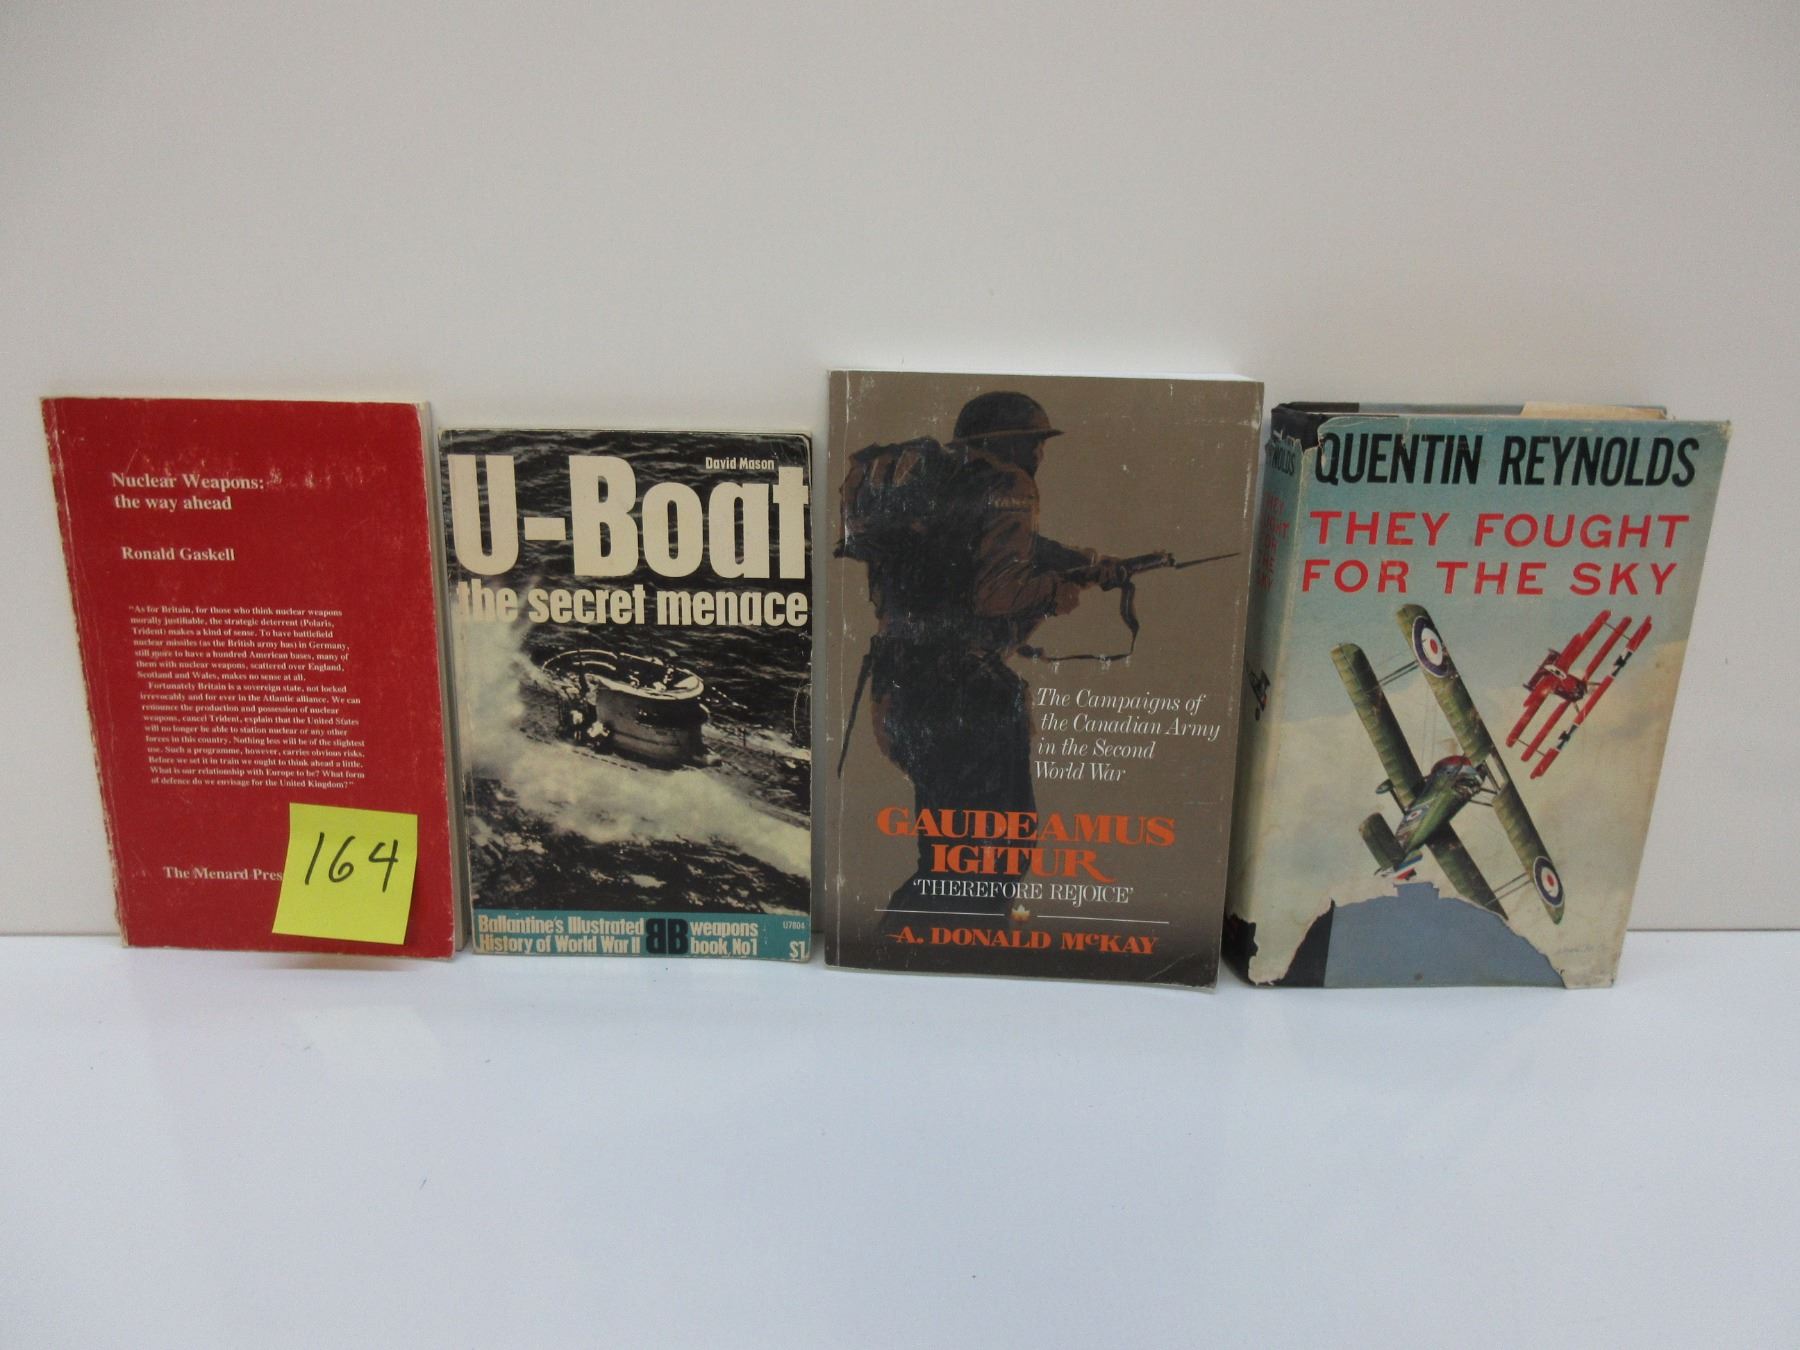 Nuclear Weapons:
the way ahead
Ronald Gaskell
"As for Britain, for those who think nuclear weapons
morally justifiable, the strategic deterrent (Polaris,
Trident) makes a kind of sense. To have battlefield
nuclear missiles (as the British army has) in Germany,
still more to have a hundred American bases, many of
them with nuclear weapons, scattered over England,
Scotland and Wales, makes no sense at all.
Fortunately Britain is a sovereign state, not locked
irrevocably and for ever in the Atlantic alliance. We can
renounce the production and possession of nuclear
weapons, cancel Trident, explain that the United States
will no longer be able to station nuclear or any other
forces in this country. Nothing less will be of the slightest
use. Such a programme, however, carries obvious risks.
Before we set it in train we ought to think ahead a little.
What is our relationship with Europe to be? What form
of defence do we envisage for the United Kingdom?"
The Menard Pres
164
David Mason
U-Boat
the secret menace
Ballantine's Illustrated
History of World War II
BB
weapons
book, No1
U7804
$1
The Campaigns of
the Canadian Army
in the Second
World War
GAUDEAMUS
IGITUR
'THEREFORE REJOICE'
A. DONALD McKAY
QUENTIN REYNOLDS
THEY FOUGHT
FOR THE SKY